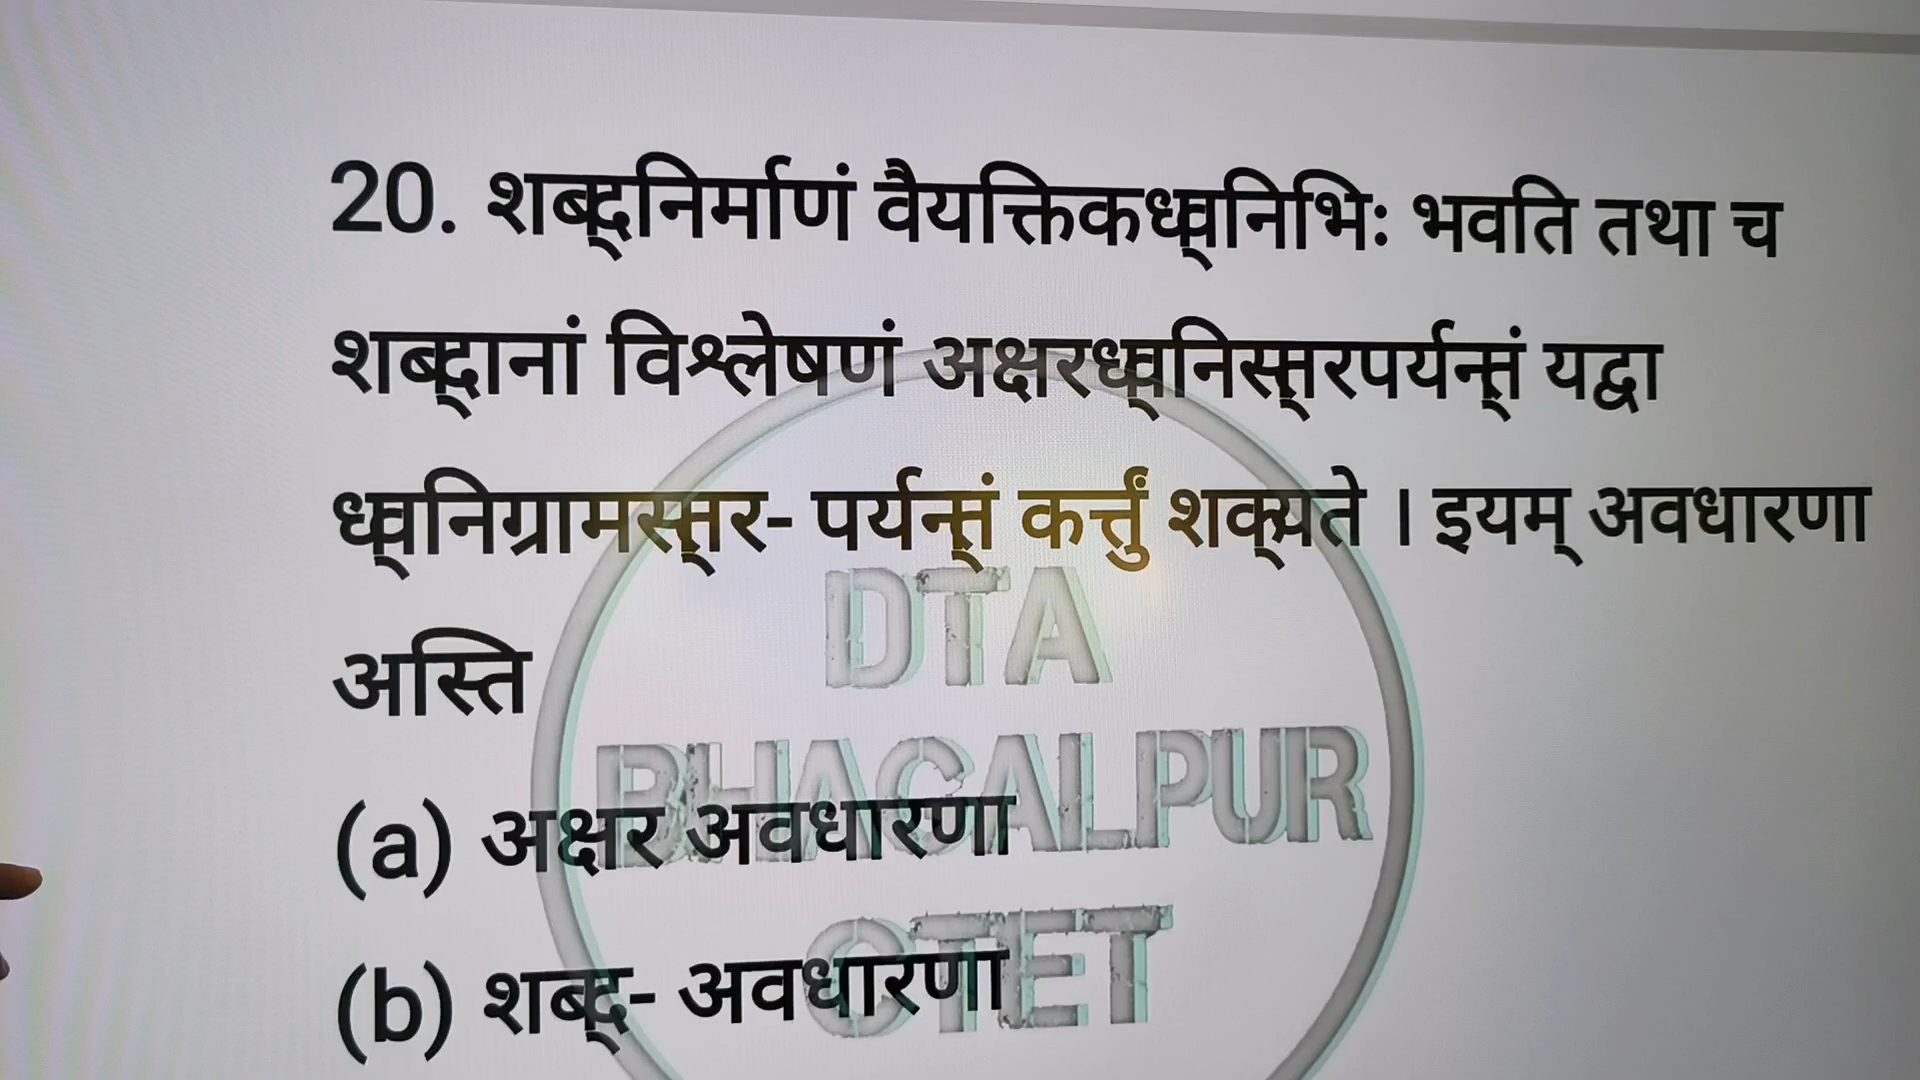 20. शब्दनिर्माणं वैयक्तिकध्वनिभिः भवति तथा च
शब्दानां विश्लेषणं अक्षरध्वनिस्तरपर्यन्तं यद्वा
ध्वनिग्रामस्तर- पर्यन्तं कर्त्तुं शक्यते । इयम् अवधारणा
अस्ति
DTA
BHAGALPUR
(a) अक्षर अवधारणा
CTET
(b) शब्द- अवधारणा